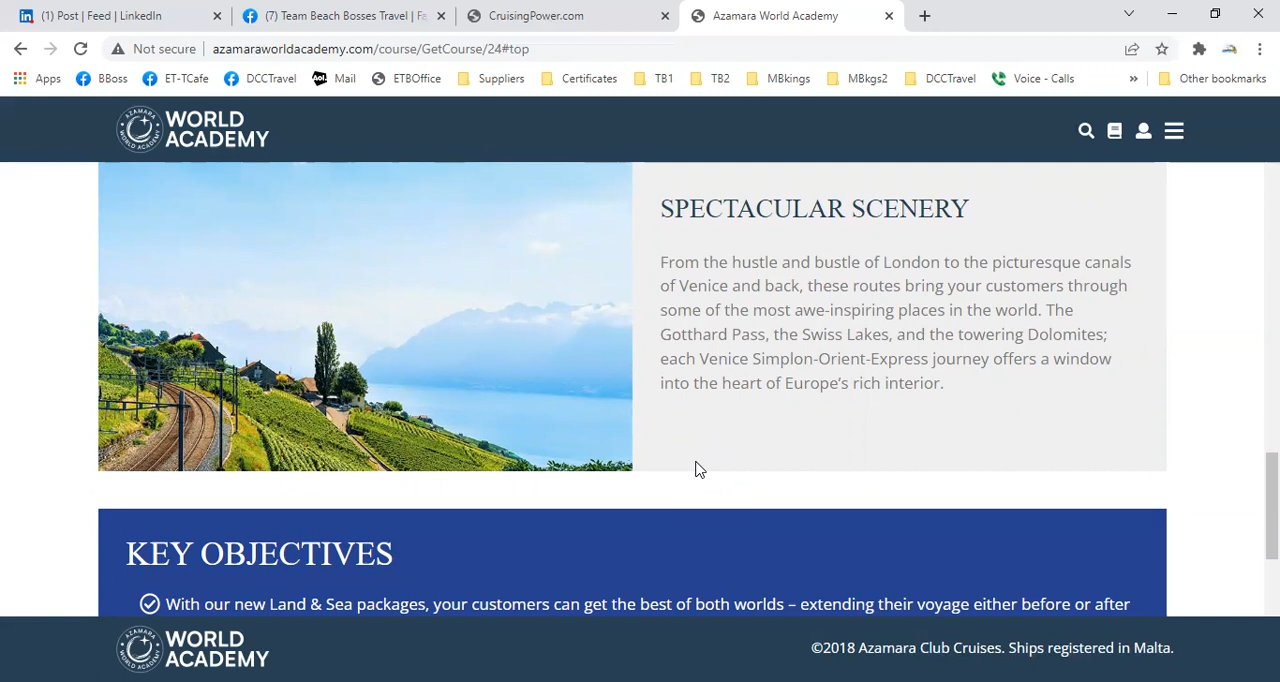 (1) Post | Feed | LinkedIn
(7) Team Beach Bosses Travel | Fa
CruisingPower.com
Azamara World Academy
Not secure
azamaraworldacademy.com/course/GetCourse/24#top
Apps
BBoss
ET-TCafe
DCCTravel
Aol.
Mail
ETBOffice
Suppliers
Certificates
TB1
TB2
MBkings
MBkgs2
DCCTravel
Voice - Calls
»
Other bookmarks
AZAMARA WORLD ACADEMY
WORLD
ACADEMY
SPECTACULAR SCENERY
From the hustle and bustle of London to the picturesque canals
of Venice and back, these routes bring your customers through
some of the most awe-inspiring places in the world. The
Gotthard Pass, the Swiss Lakes, and the towering Dolomites;
each Venice Simplon-Orient-Express journey offers a window
into the heart of Europe’s rich interior.
KEY OBJECTIVES
With our new Land & Sea packages, your customers can get the best of both worlds – extending their voyage either before or after
AZAMARA WORLD ACADEMY
WORLD
ACADEMY
©2018 Azamara Club Cruises. Ships registered in Malta.